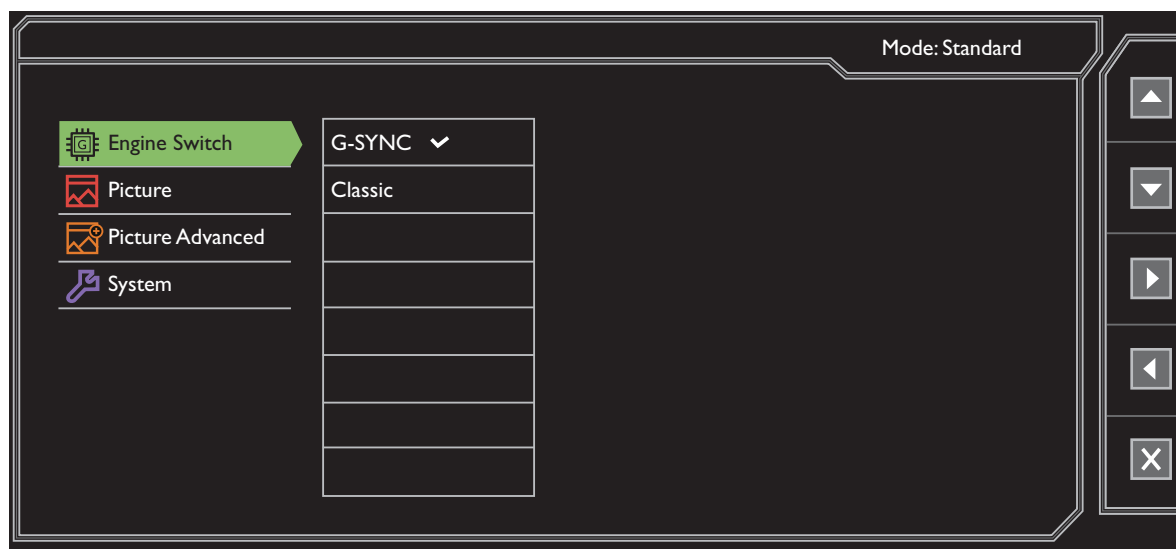 Mode: Standard
Engine Switch
G-SYNC
Picture
Classic
Picture Advanced
System